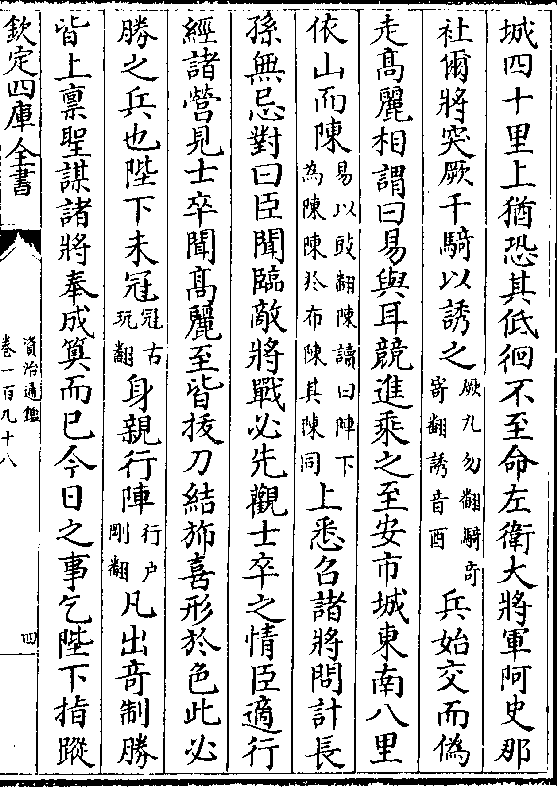 城四十里上猶恐其低徊不至命左衛大將軍阿史那
社爾將突厥千騎以誘之厥九勿翻騎奇寄翻誘音酉兵始交而偽
走髙麗相謂曰易與耳競進乘之至安市城東南八里
依山而陳易以䜴翻陳讀曰陣下為陳陳於布陳其陳同上悉召諸將問計長
孫無忌對曰臣聞臨敵將戰必先觀士卒之情臣適行
經諸營見士卒聞髙麗至皆拔刀結斾喜形於色此必
勝之兵也陛下未冠冠古玩翻身親行陣行户剛翻凡出奇制勝
皆上禀聖謀諸將奉成算而已今日之事乞陛下指蹤
欽定四庫全書
資治通鑑
卷一百九十八
四